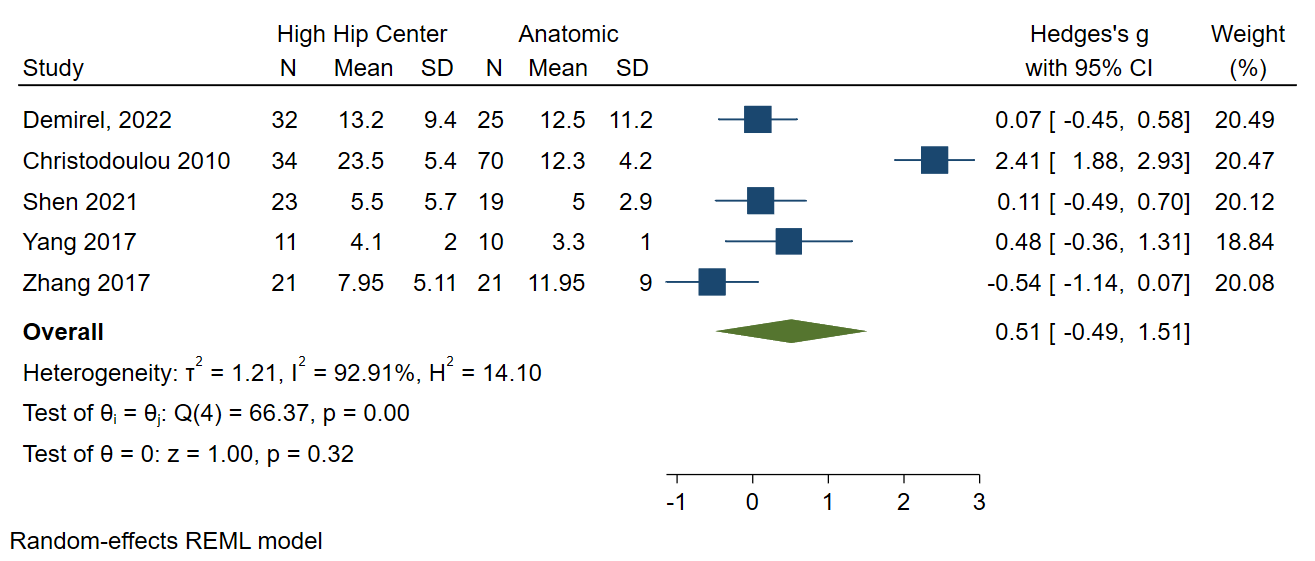 High Hip Center Anatomic Hedges's g Weight
Study N Mean SD N Mean SD with 95% CI (%)
Demirel, 2022 32 13.2 9.4 25 12.5 11.2 0.07 [ -0.45, 0.58] 20.49
Christodoulou 2010 34 23.5 5.4 70 12.3 4.2 2.41 [ 1.88, 2.93] 20.47
Shen 2021 23 5.5 5.7 19 5 2.9 0.11 [ -0.49, 0.70] 20.12
Yang 2017 11 4.1 2 10 3.3 1 0.48 [ -0.36, 1.31] 18.84
Zhang 2017 21 7.95 5.11 21 11.95 9 -0.54 [ -1.14, 0.07] 20.08
Overall 0.51 [ -0.49, 1.51]
Heterogeneity: τ² = 1.21, I² = 92.91%, H² = 14.10
Test of θᵢ = θⱼ: Q(4) = 66.37, p = 0.00
Test of θ = 0: z = 1.00, p = 0.32
-1 0 1 2 3
Random-effects REML model